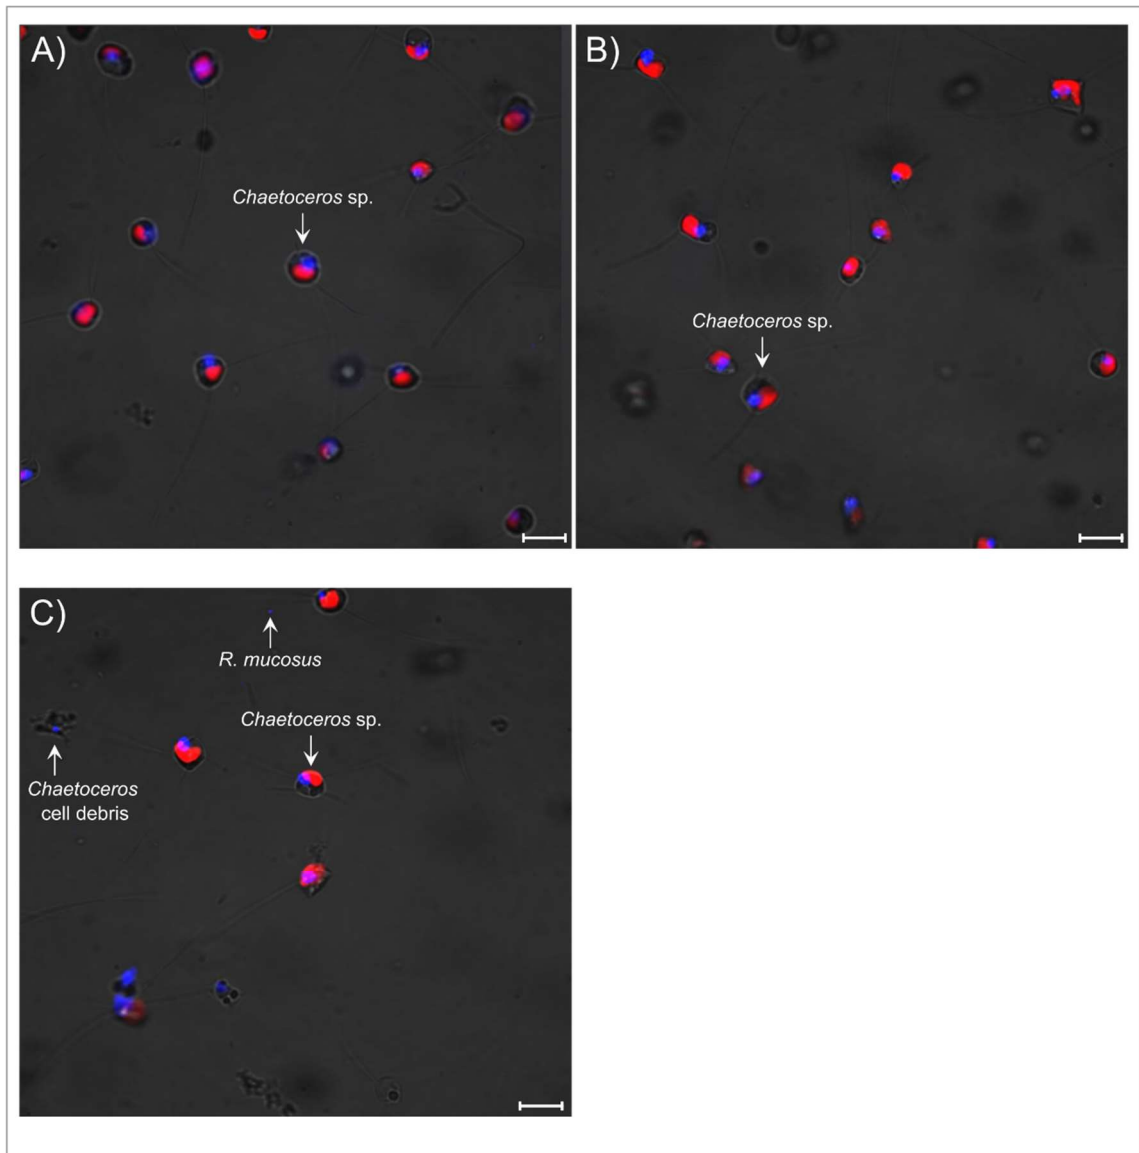 A)
Chaetoceros sp.
B)
Chaetoceros sp.
C)
R. mucosus
Chaetoceros sp.
Chaetoceros
cell debris